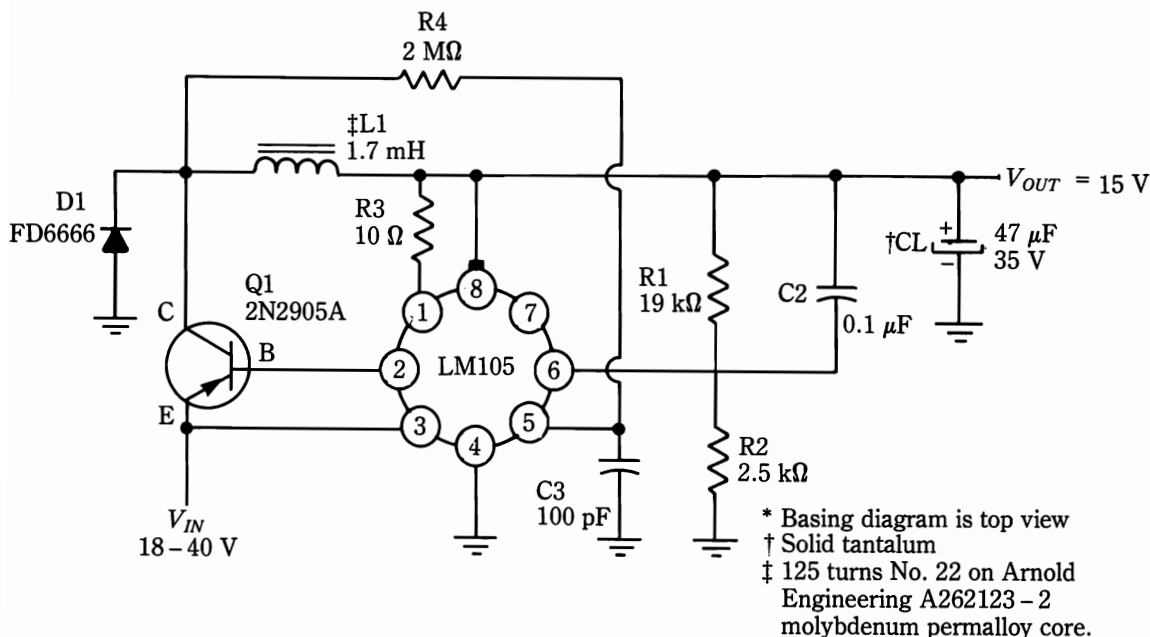 R4
2 MΩ
‡L1
1.7 mH
D1
FD6666
R3
10 Ω
Q1
2N2905A
C
B
E
1
2
3
4
5
6
7
8
LM105
R1
19 kΩ
R2
2.5 kΩ
C2
0.1 μF
C3
100 pF
†CL
+
−
47 μF
35 V
V_OUT = 15 V
V_IN
18 – 40 V
* Basing diagram is top view
† Solid tantalum
‡ 125 turns No. 22 on Arnold
Engineering A262123 – 2
molybdenum permalloy core.